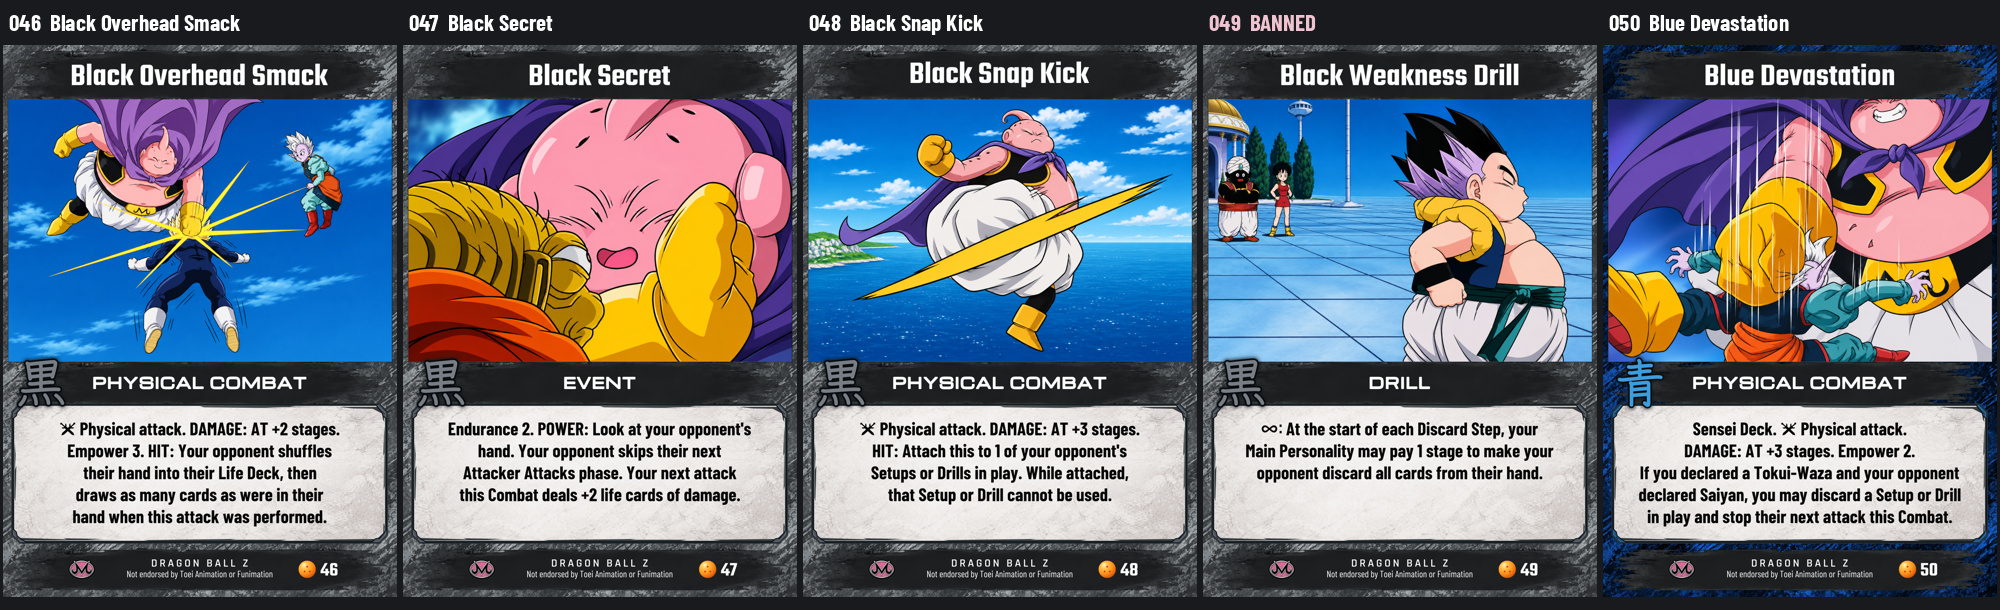 046 Black Overhead Smack
Black Overhead Smack
黒
PHYSICAL COMBAT
Physical attack. DAMAGE: AT +2 stages.
Empower 3. HIT: Your opponent shuffles
their hand into their Life Deck, then
draws as many cards as were in their
hand when this attack was performed.
DRAGON BALL Z
Not endorsed by Toei Animation or Funimation
46
047 Black Secret
Black Secret
黒
EVENT
Endurance 2. POWER: Look at your opponent's
hand. Your opponent skips their next
Attacker Attacks phase. Your next attack
this Combat deals +2 life cards of damage.
DRAGON BALL Z
Not endorsed by Toei Animation or Funimation
47
048 Black Snap Kick
Black Snap Kick
黒
PHYSICAL COMBAT
Physical attack. DAMAGE: AT +3 stages.
HIT: Attach this to 1 of your opponent's
Setups or Drills in play. While attached,
that Setup or Drill cannot be used.
DRAGON BALL Z
Not endorsed by Toei Animation or Funimation
48
049 BANNED
Black Weakness Drill
黒
DRILL
∞: At the start of each Discard Step, your
Main Personality may pay 1 stage to make your
opponent discard all cards from their hand.
DRAGON BALL Z
Not endorsed by Toei Animation or Funimation
49
050 Blue Devastation
Blue Devastation
青
PHYSICAL COMBAT
Sensei Deck. Physical attack.
DAMAGE: AT +3 stages. Empower 2.
If you declared a Tokui-Waza and your opponent
declared Saiyan, you may discard a Setup or Drill
in play and stop their next attack this Combat.
DRAGON BALL Z
Not endorsed by Toei Animation or Funimation
50